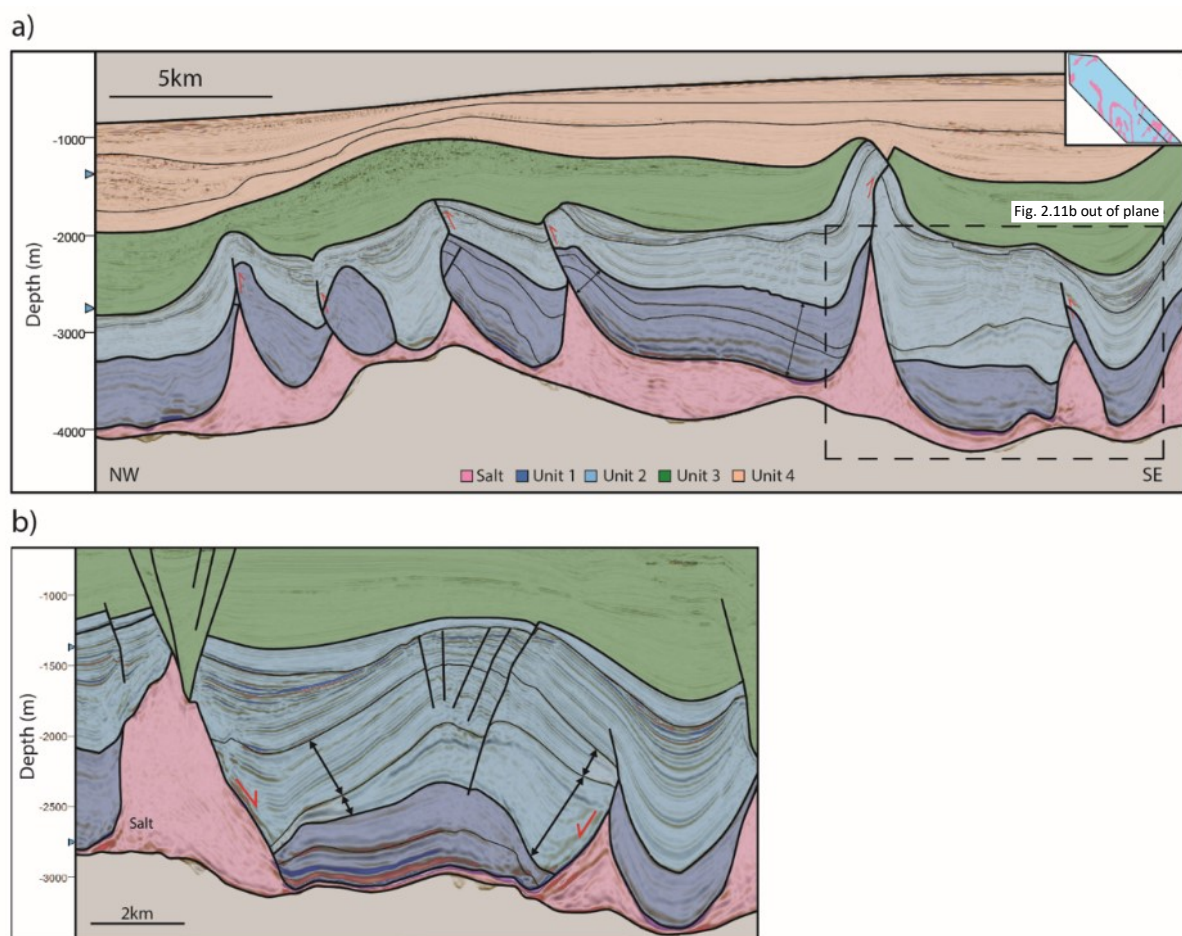 a)
5km
-1000
Fig. 2.11b out of plane
-2000
Depth (m)
-3000
-4000
NW
Salt Unit 1 Unit 2 Unit 3 Unit 4
SE
b)
-1000
-1500
Depth (m)
-2000
-2500
Salt
-3000
2km